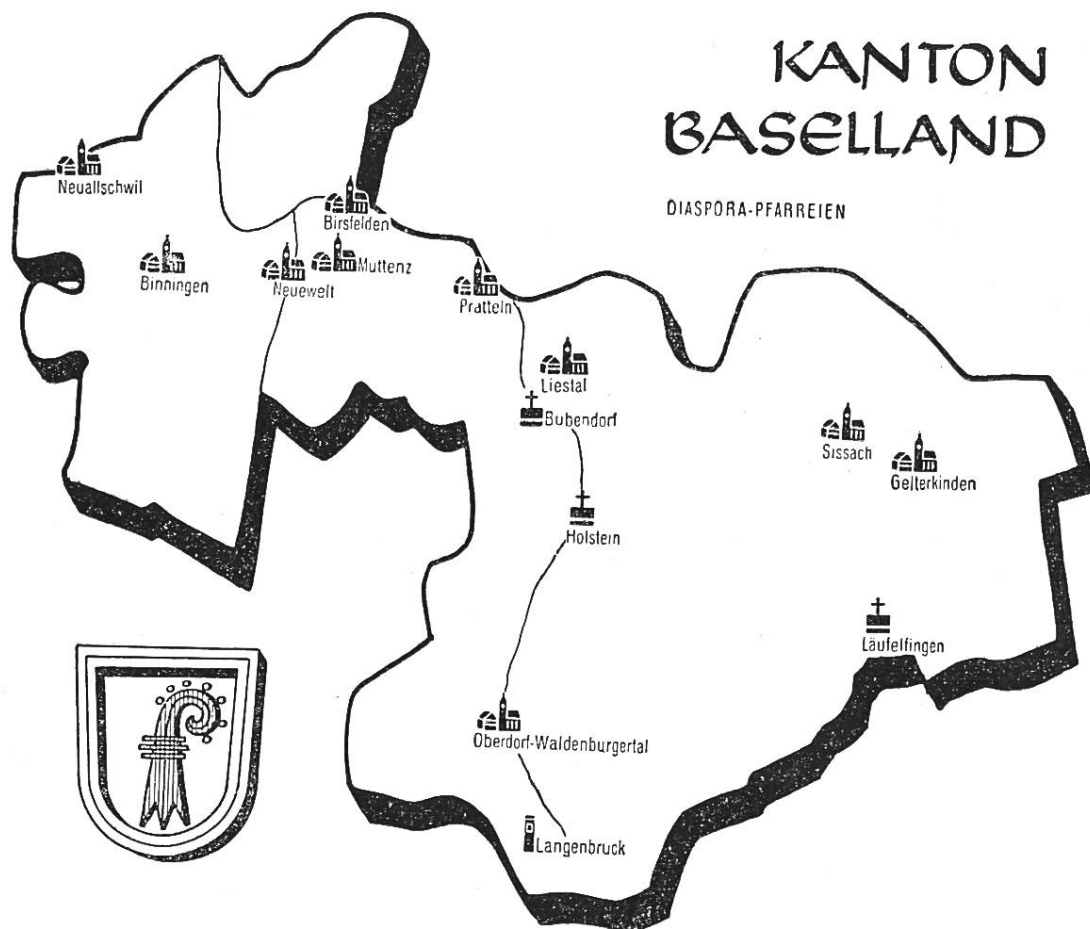 KANTON
BASELLAND
DIASPORA-PFARREIEN
Neuallschwil
Birsfelden
Binningen
Neuewelt
Muttenz
Pratteln
Liestal
Bubendorf
Sissach
Gelterkinden
Holstein
Läufelfingen
Oberdorf-Waldenburgertal
Langenbruck